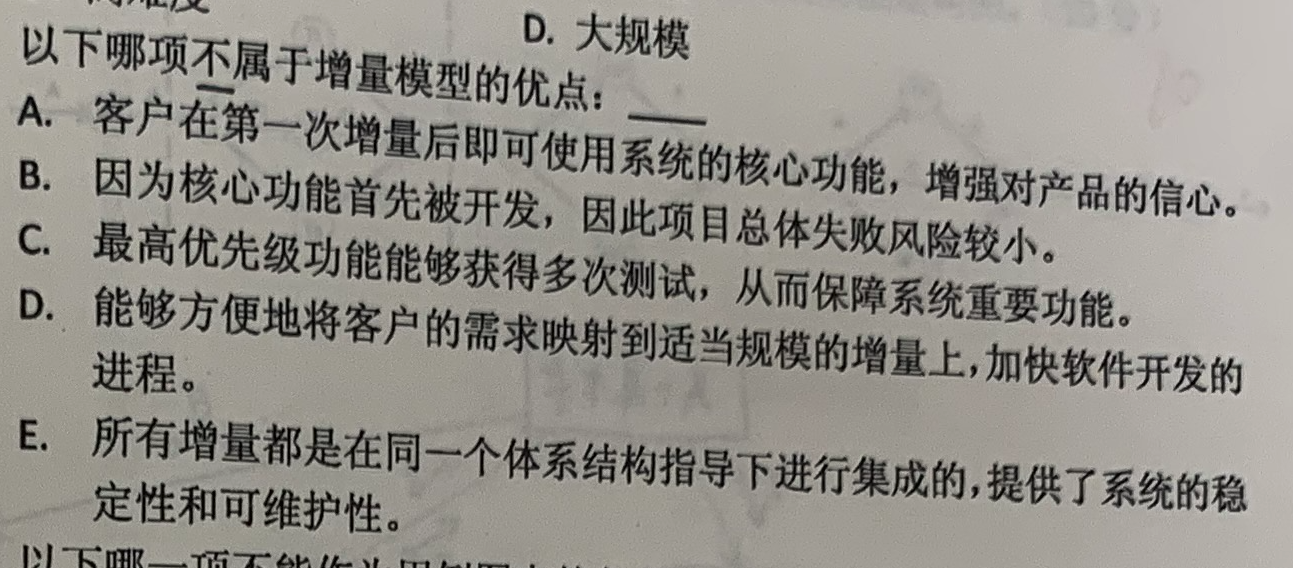 D. 大规模
以下哪项不属于增量模型的优点：____
A. 客户在第一次增量后即可使用系统的核心功能，增强对产品的信心。
B. 因为核心功能首先被开发，因此项目总体失败风险较小。
C. 最高优先级功能能够获得多次测试，从而保障系统重要功能。
D. 能够方便地将客户的需求映射到适当规模的增量上，加快软件开发的
进程。
E. 所有增量都是在同一个体系结构指导下进行集成的，提供了系统的稳
定性和可维护性。
以下哪一项不能作为用例图